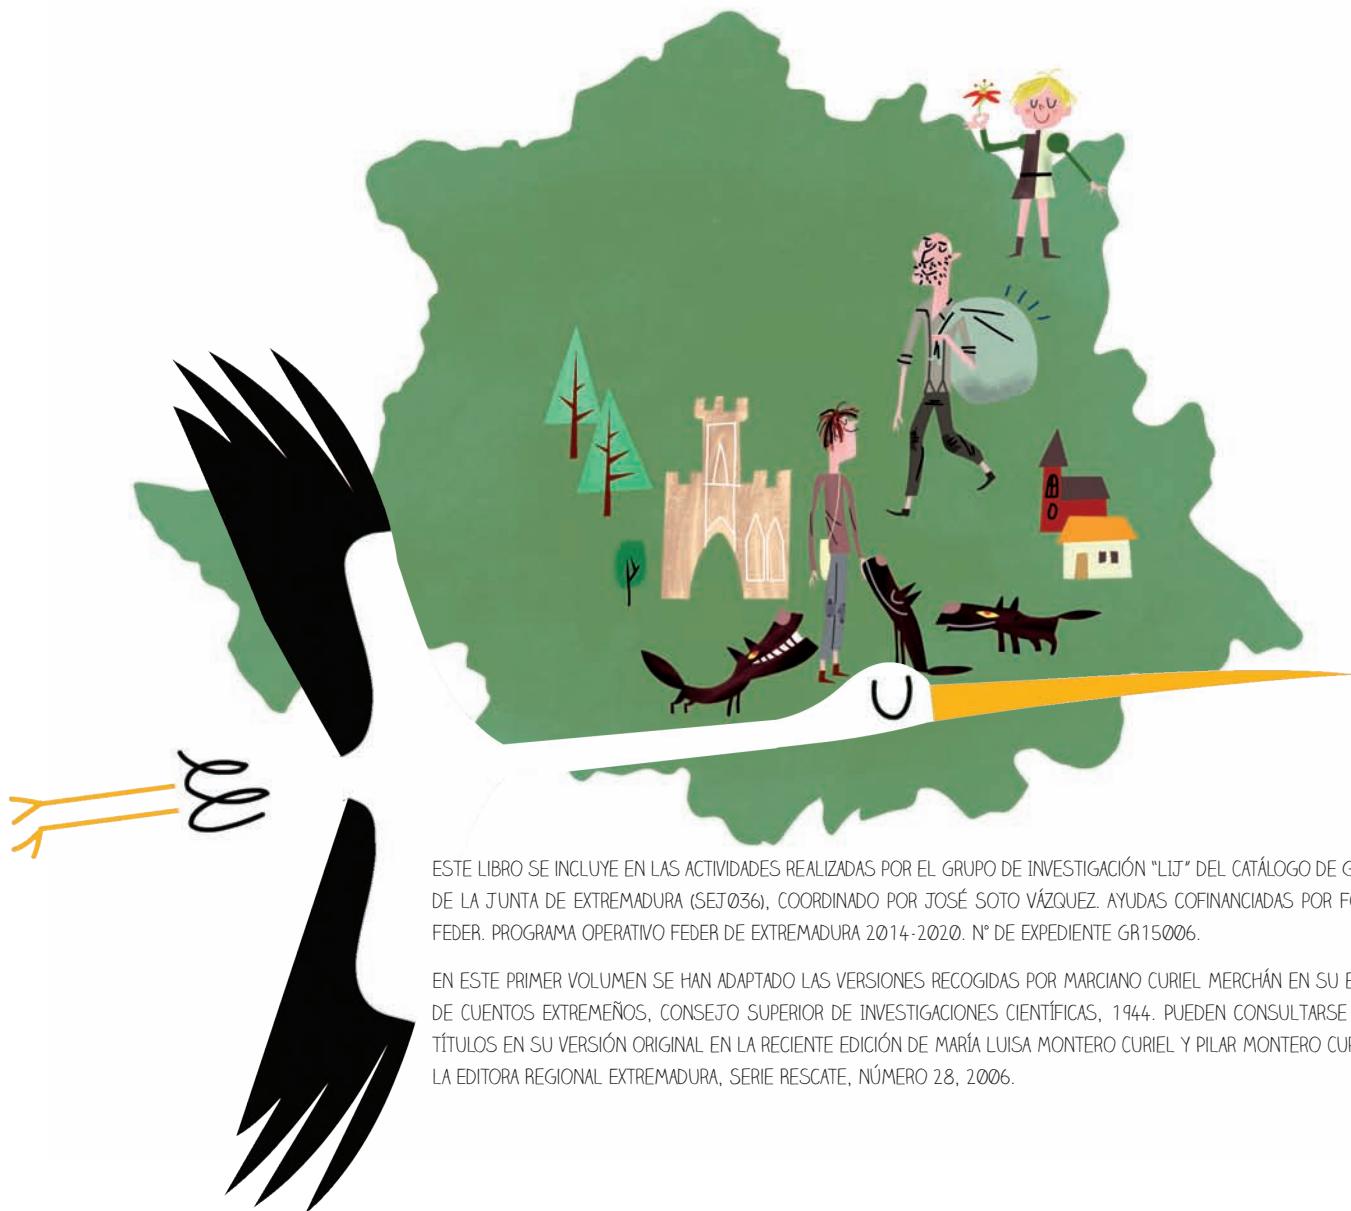 ESTE LIBRO SE INCLUYE EN LAS ACTIVIDADES REALIZADAS POR EL GRUPO DE INVESTIGACIÓN "LIJ" DEL CATÁLOGO DE
DE LA JUNTA DE EXTREMADURA (SEJ036), COORDINADO POR JOSÉ SOTO VÁZQUEZ. AYUDAS COFINANCIADAS POR
FEDER. PROGRAMA OPERATIVO FEDER DE EXTREMADURA 2014-2020. Nº DE EXPEDIENTE GR15006.
EN ESTE PRIMER VOLUMEN SE HAN ADAPTADO LAS VERSIONES RECOGIDAS POR MARCIANO CURIEL MERCHÁN EN SU
DE CUENTOS EXTREMEÑOS, CONSEJO SUPERIOR DE INVESTIGACIONES CIENTÍFICAS, 1944. PUEDEN CONSULTARSE
TÍTULOS EN SU VERSIÓN ORIGINAL EN LA RECIENTE EDICIÓN DE MARÍA LUISA MONTERO CURIEL Y PILAR MONTERO
LA EDITORA REGIONAL EXTREMADURA, SERIE RESCATE, NÚMERO 28, 2006.